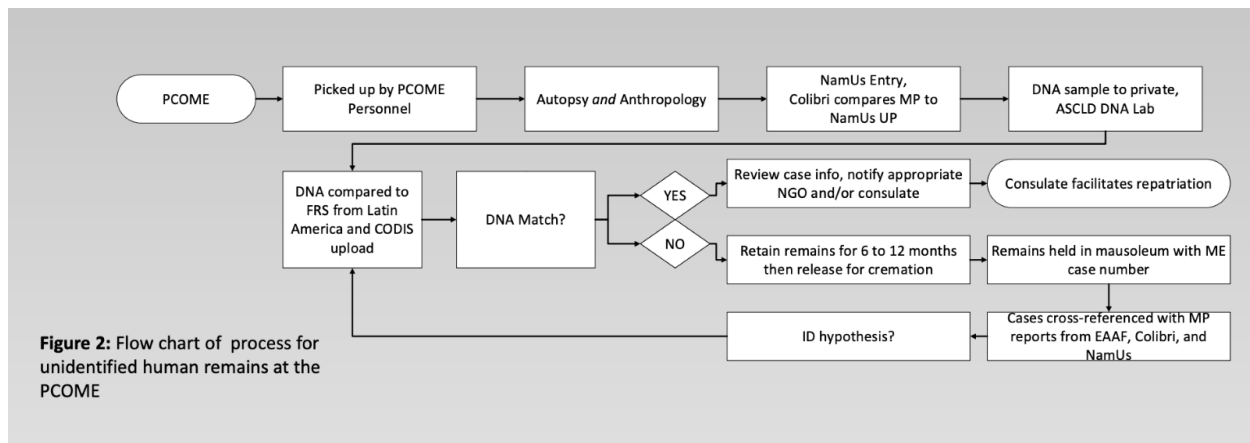 PCOME
Picked up by PCOME
Personnel
Autopsy and Anthropology
NamUs Entry,
Colibri compares MP to
NamUs UP
DNA sample to private,
ASCLD DNA Lab
DNA compared to
FRS from Latin
America and CODIS
upload
DNA Match?
YES
Review case info, notify appropriate
NGO and/or consulate
Consulate facilitates repatriation
NO
Retain remains for 6 to 12 months
then release for cremation
Remains held in mausoleum with ME
case number
Cases cross-referenced with MP
reports from EAAF, Colibri, and
NamUs
ID hypothesis?
Figure 2: Flow chart of process for
unidentified human remains at the
PCOME